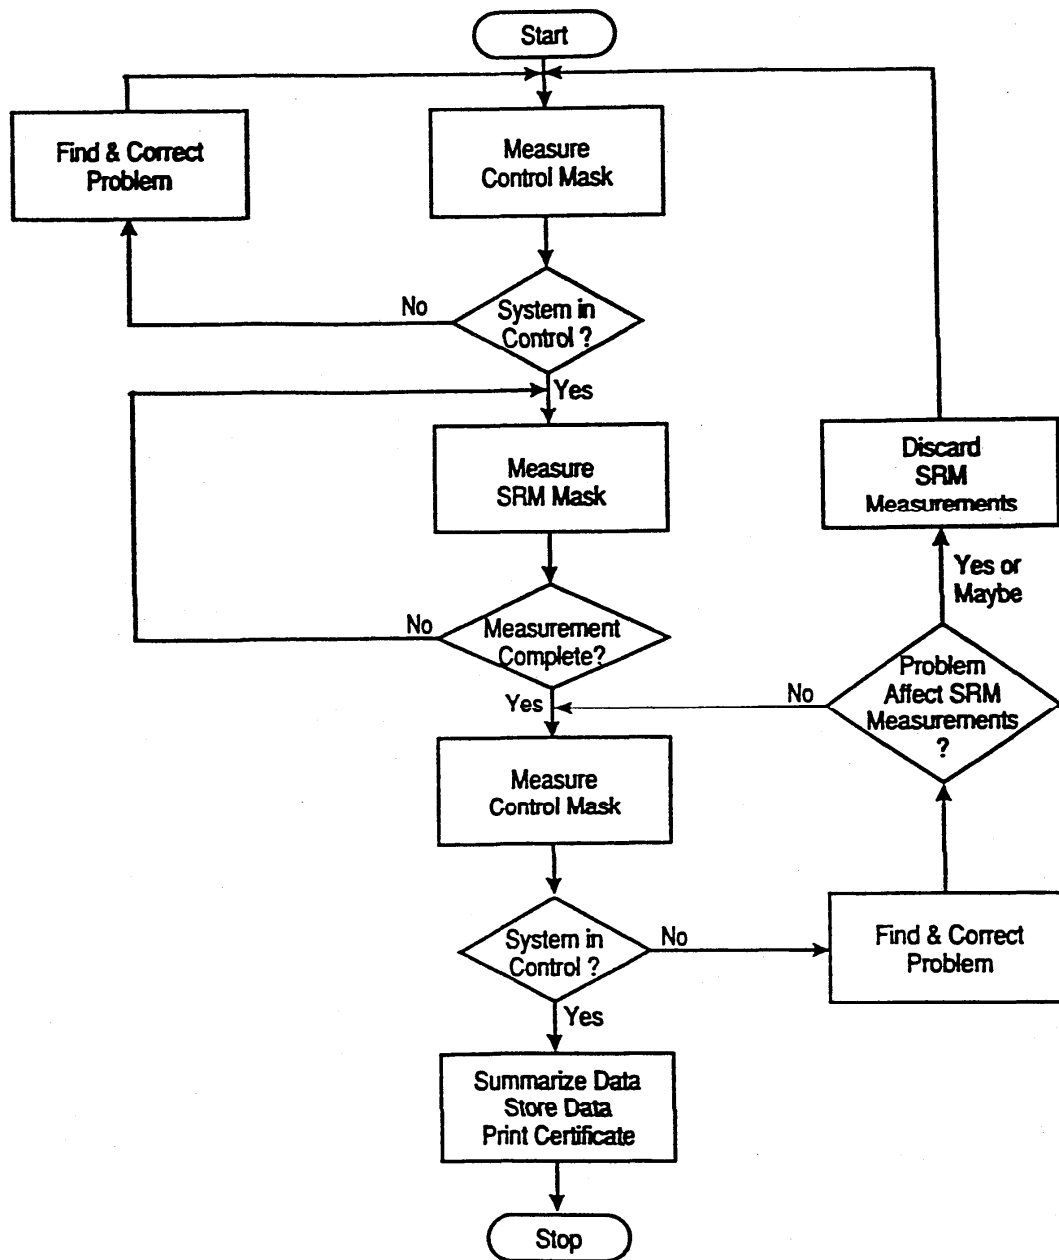 Start
Find & Correct
Problem
Measure
Control Mask
No
System in
Control ?
Yes
Measure
SRM Mask
Discard
SRM
Measurements
Yes or
Maybe
No
Measurement
Complete?
Yes
No
Problem
Affect SRM
Measurements
?
Measure
Control Mask
System in
Control ?
No
Find & Correct
Problem
Yes
Summarize Data
Store Data
Print Certificate
Stop